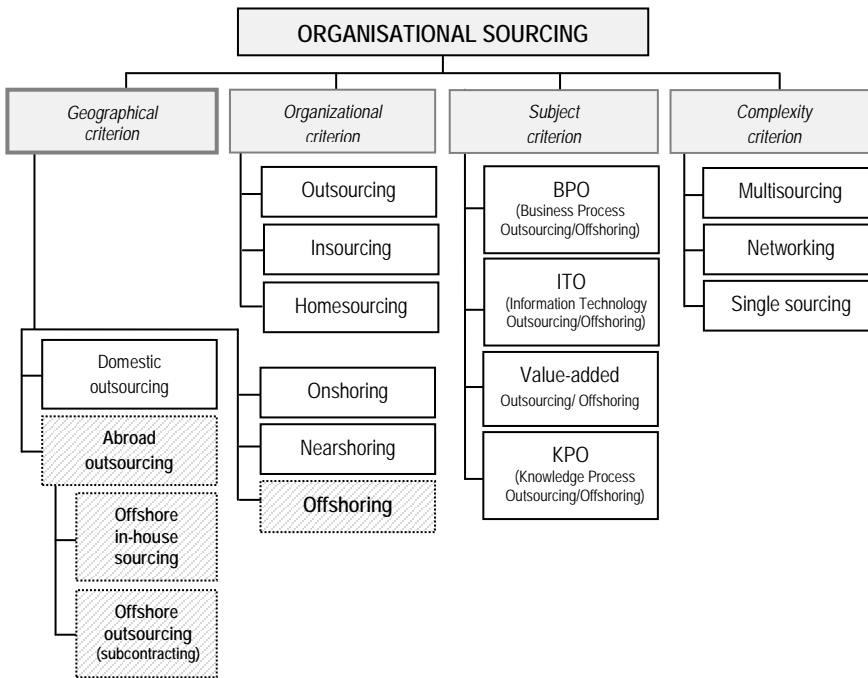 ORGANISATIONAL SOURCING
Geographical
criterion
Organizational
criterion
Subject
criterion
Complexity
criterion
Outsourcing
Insourcing
Homesourcing
BPO
(Business Process
Outsourcing/Offshoring)
ITO
(Information Technology
Outsourcing/Offshoring)
Value-added
Outsourcing/ Offshoring
KPO
(Knowledge Process
Outsourcing/Offshoring)
Multisourcing
Networking
Single sourcing
Domestic
outsourcing
Abroad
outsourcing
Offshore
in-house
sourcing
Offshore
outsourcing
(subcontracting)
Onshoring
Nearshoring
Offshoring